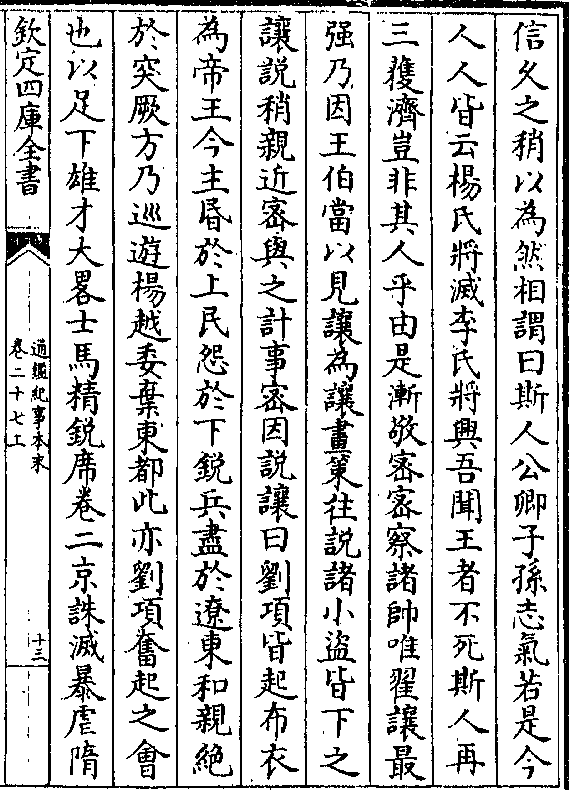 信久之稍以為然相謂曰斯人公卿子孫志氣若是今
人人皆云楊氏將滅李氏將興吾聞王者不死斯人再
三獲濟豈非其人乎由是漸敬密密察諸帥唯翟讓最
强乃因王伯當以見讓為讓畫策往説諸小盜皆下之
讓説稍親近密與之計事密因説讓曰劉項皆起布衣
為帝王今主昬於上民怨於下鋭兵盡於遼東和親絶
於突厥方乃巡遊楊越委棄東都此亦劉項奮起之會
也以足下雄才大畧士馬精鋭席卷二京誅滅暴虐隋
欽定四庫全書
通鑑紀事本末
卷二十七上
十三